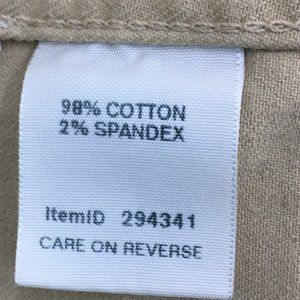 98% COTTON
2% SPANDEX
ItemID 294341
CARE ON REVERSE